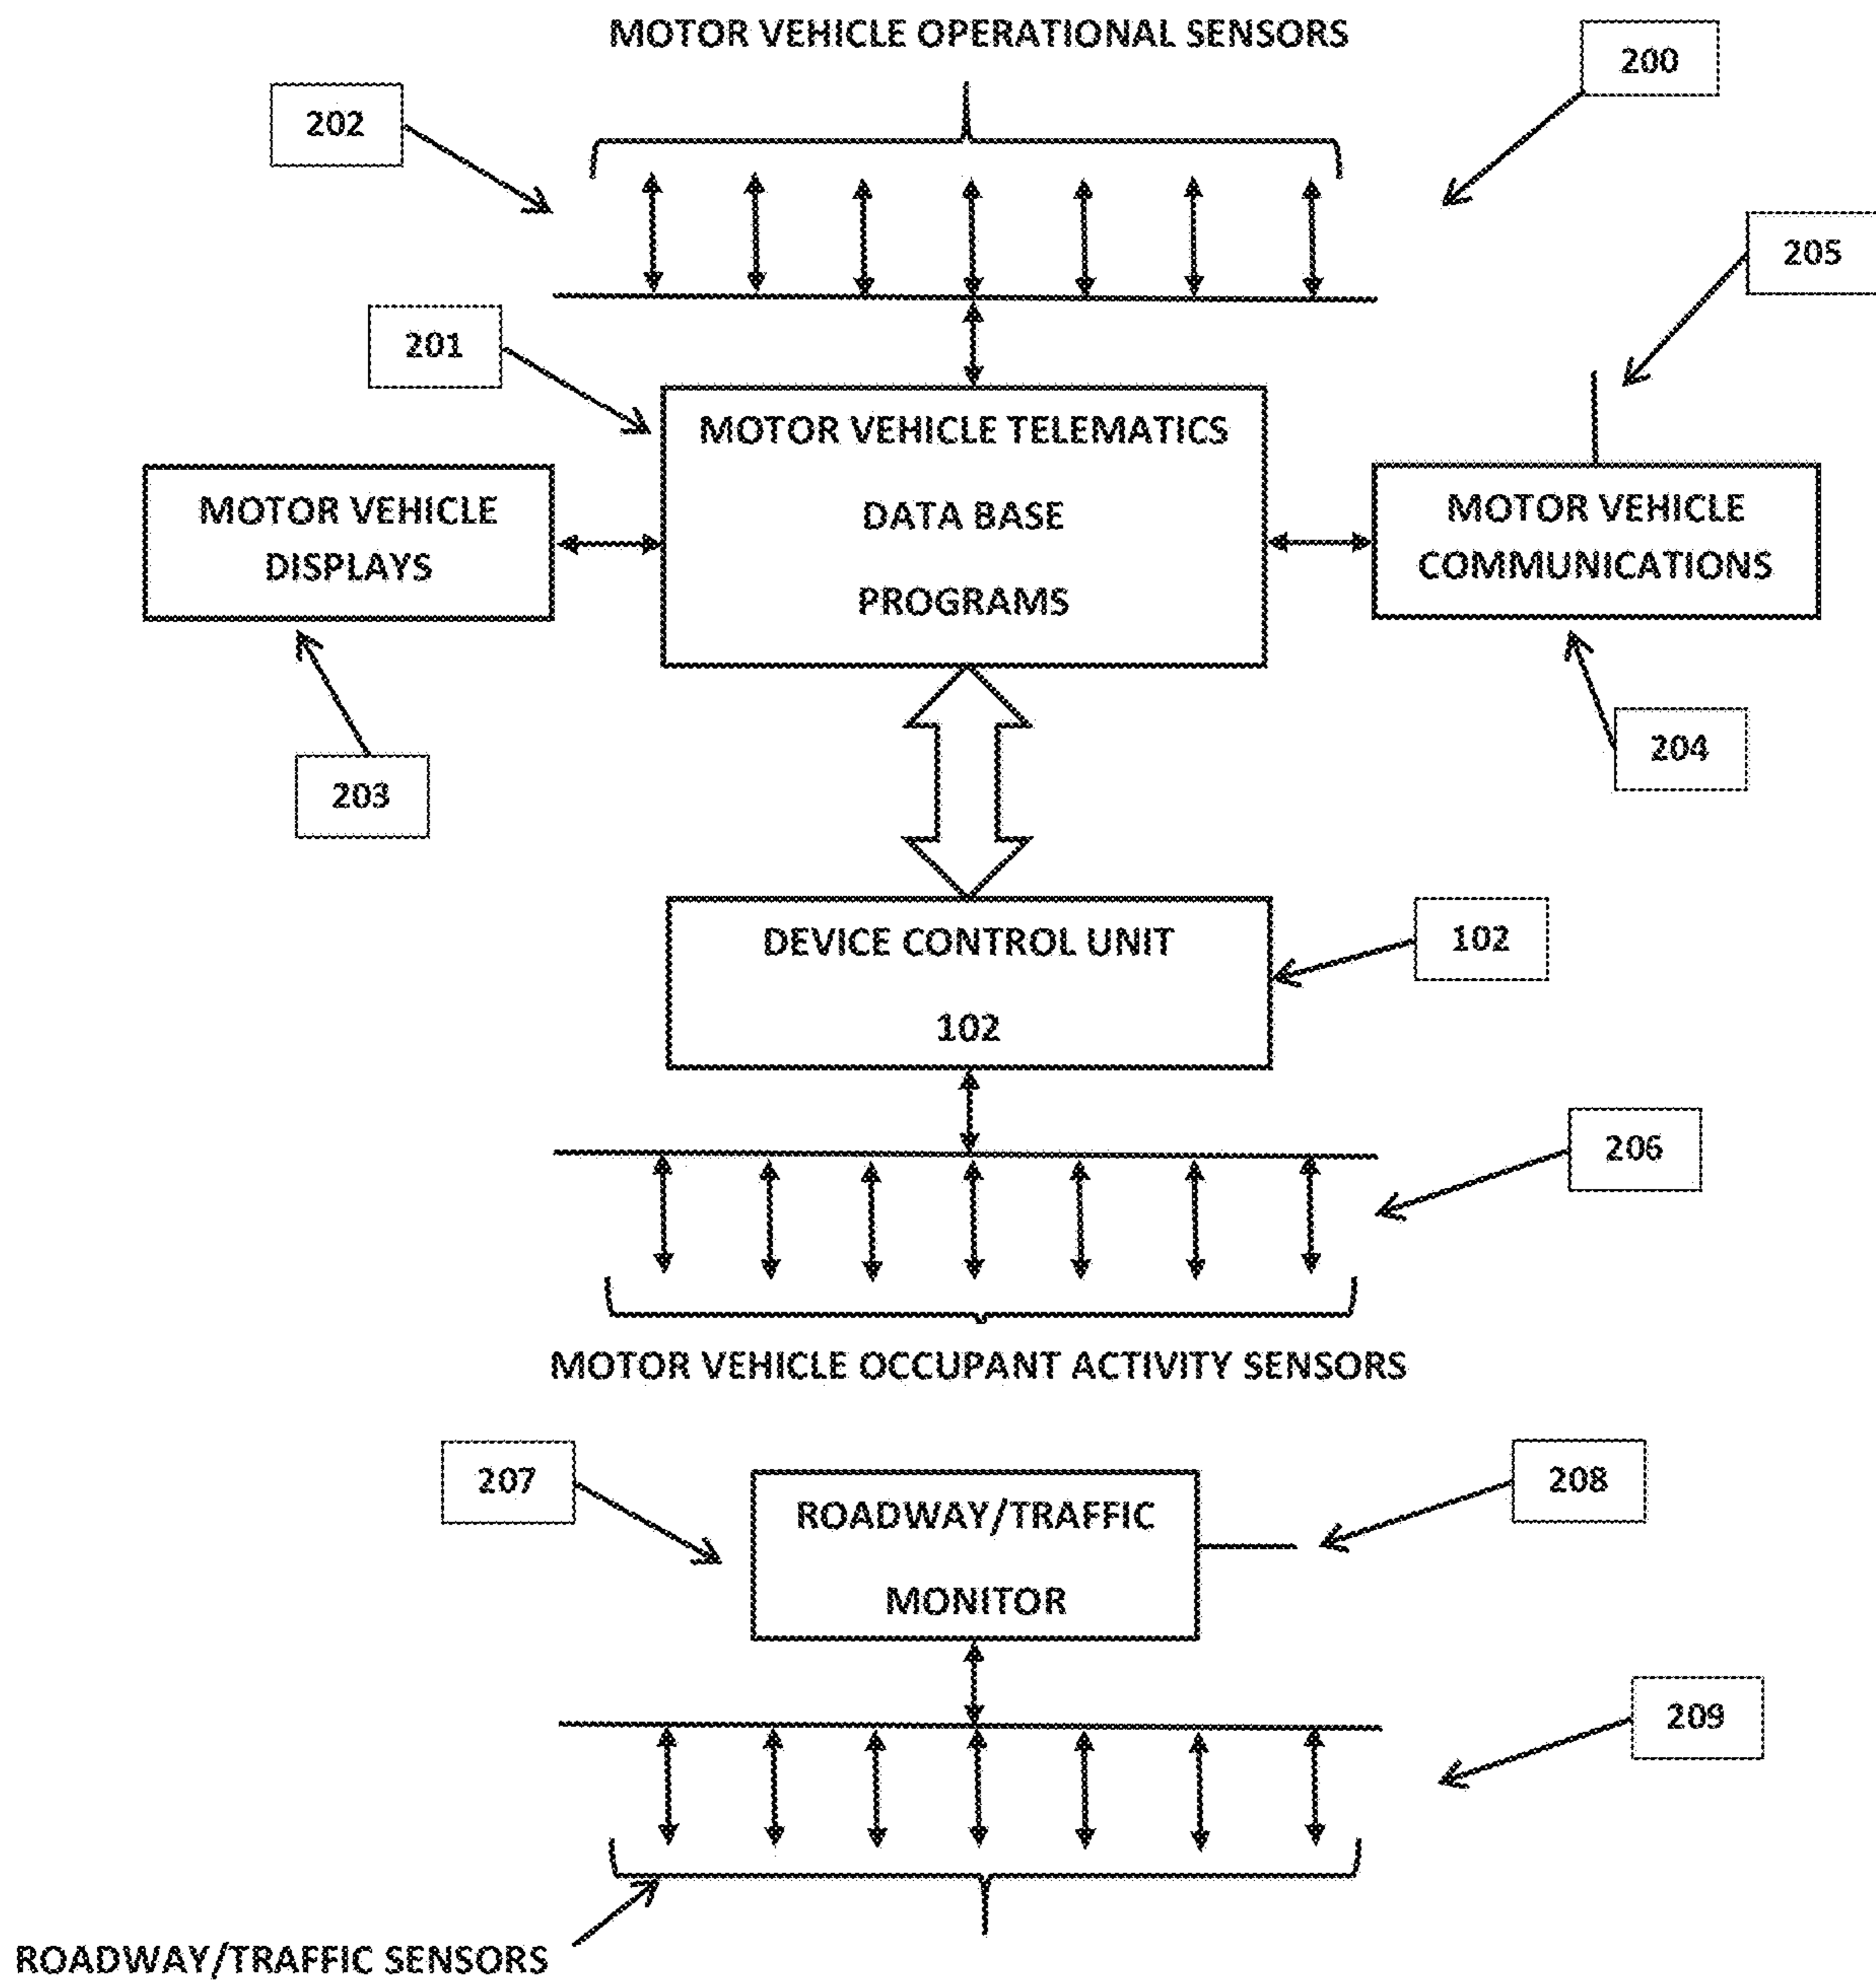 MOTOR VEHICLE OPERATIONAL SENSORS
200
202
205
201
MOTOR VEHICLE TELEMATICS
DATA BASE
PROGRAMS
MOTOR VEHICLE
DISPLAYS
MOTOR VEHICLE
COMMUNICATIONS
204
203
DEVICE CONTROL UNIT
102
102
206
MOTOR VEHICLE OCCUPANT ACTIVITY SENSORS
207
208
ROADWAY/TRAFFIC
MONITOR
209
ROADWAY/TRAFFIC SENSORS